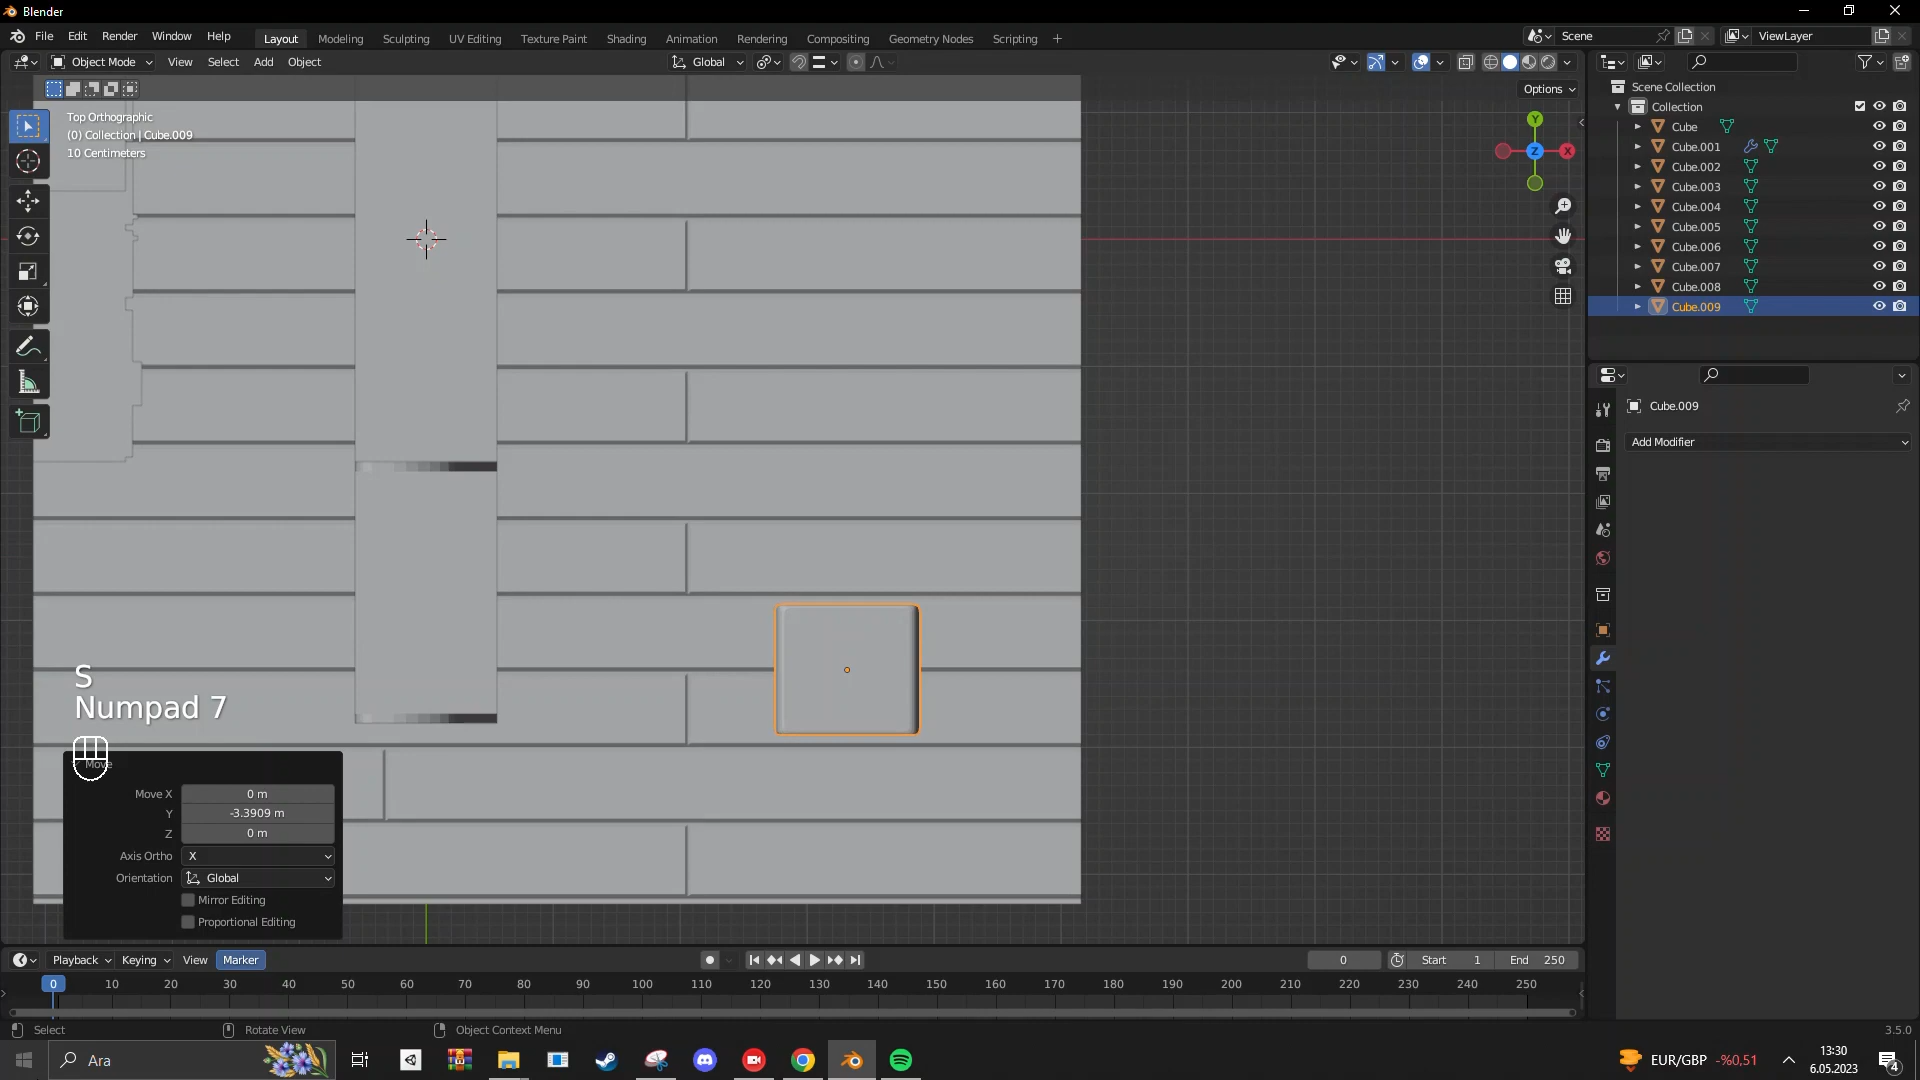 Blender
File Edit Render Window Help
Layout Modeling Sculpting UV Editing Texture Paint Shading Animation Rendering Compositing Geometry Nodes Scripting +
Scene
ViewLayer
Object Mode View Select Add Object
Global
Options
Top Orthographic
(0) Collection | Cube.009
10 Centimeters
Y
Z
X
Scene Collection
Collection
Cube
Cube.001
Cube.002
Cube.003
Cube.004
Cube.005
Cube.006
Cube.007
Cube.008
Cube.009
Cube.009
Add Modifier
S
Numpad 7
Move
Move X 0 m
Y -3.3909 m
Z 0 m
Axis Ortho X
Orientation Global
Mirror Editing
Proportional Editing
Playback Keying View Marker
0
Start 1
End 250
0 10 20 30 40 50 60 70 80 90 100 110 120 130 140 150 160 170 180 190 200 210 220 230 240 250
Select Rotate View Object Context Menu
3.5.0
Ara
EUR/GBP -%0,51
13:30
6.05.2023
4